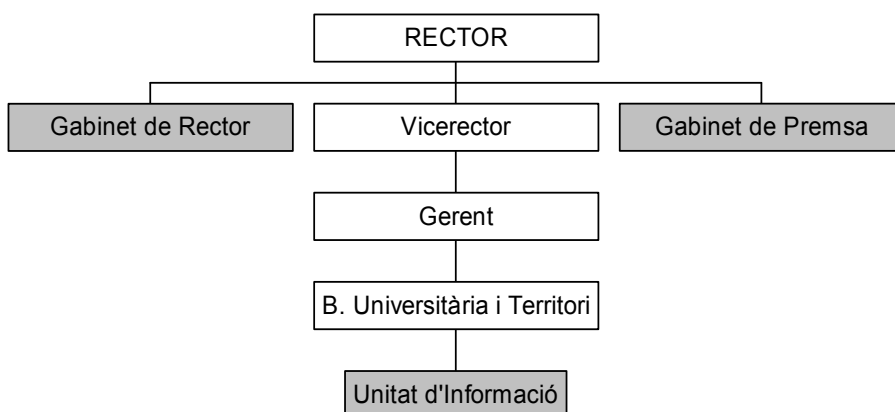 RECTOR
Gabinet de Rector
Vicerector
Gabinet de Premsa
Gerent
B. Universitària i Territori
Unitat d'Informació